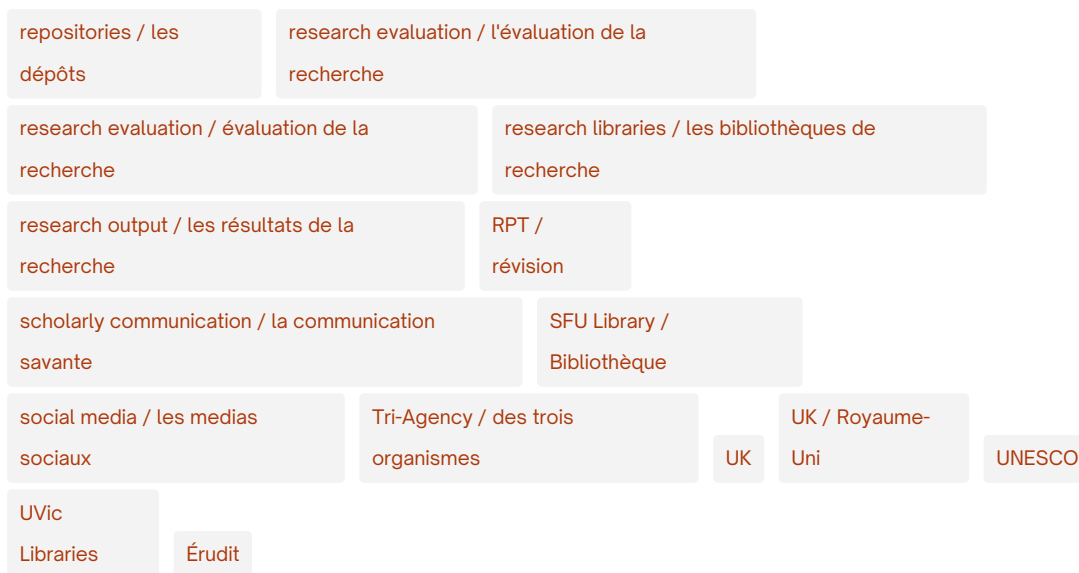 repositories / les
dépôts
research evaluation / l'évaluation de la
recherche
research evaluation / évaluation de la
recherche
research libraries / les bibliothèques de
recherche
research output / les résultats de la
recherche
RPT /
révision
scholarly communication / la communication
savante
SFU Library /
Bibliothèque
social media / les medias
sociaux
Tri-Agency / des trois
organismes
UK
UK / Royaume-
Uni
UNESCO
UVic
Libraries
Érudit